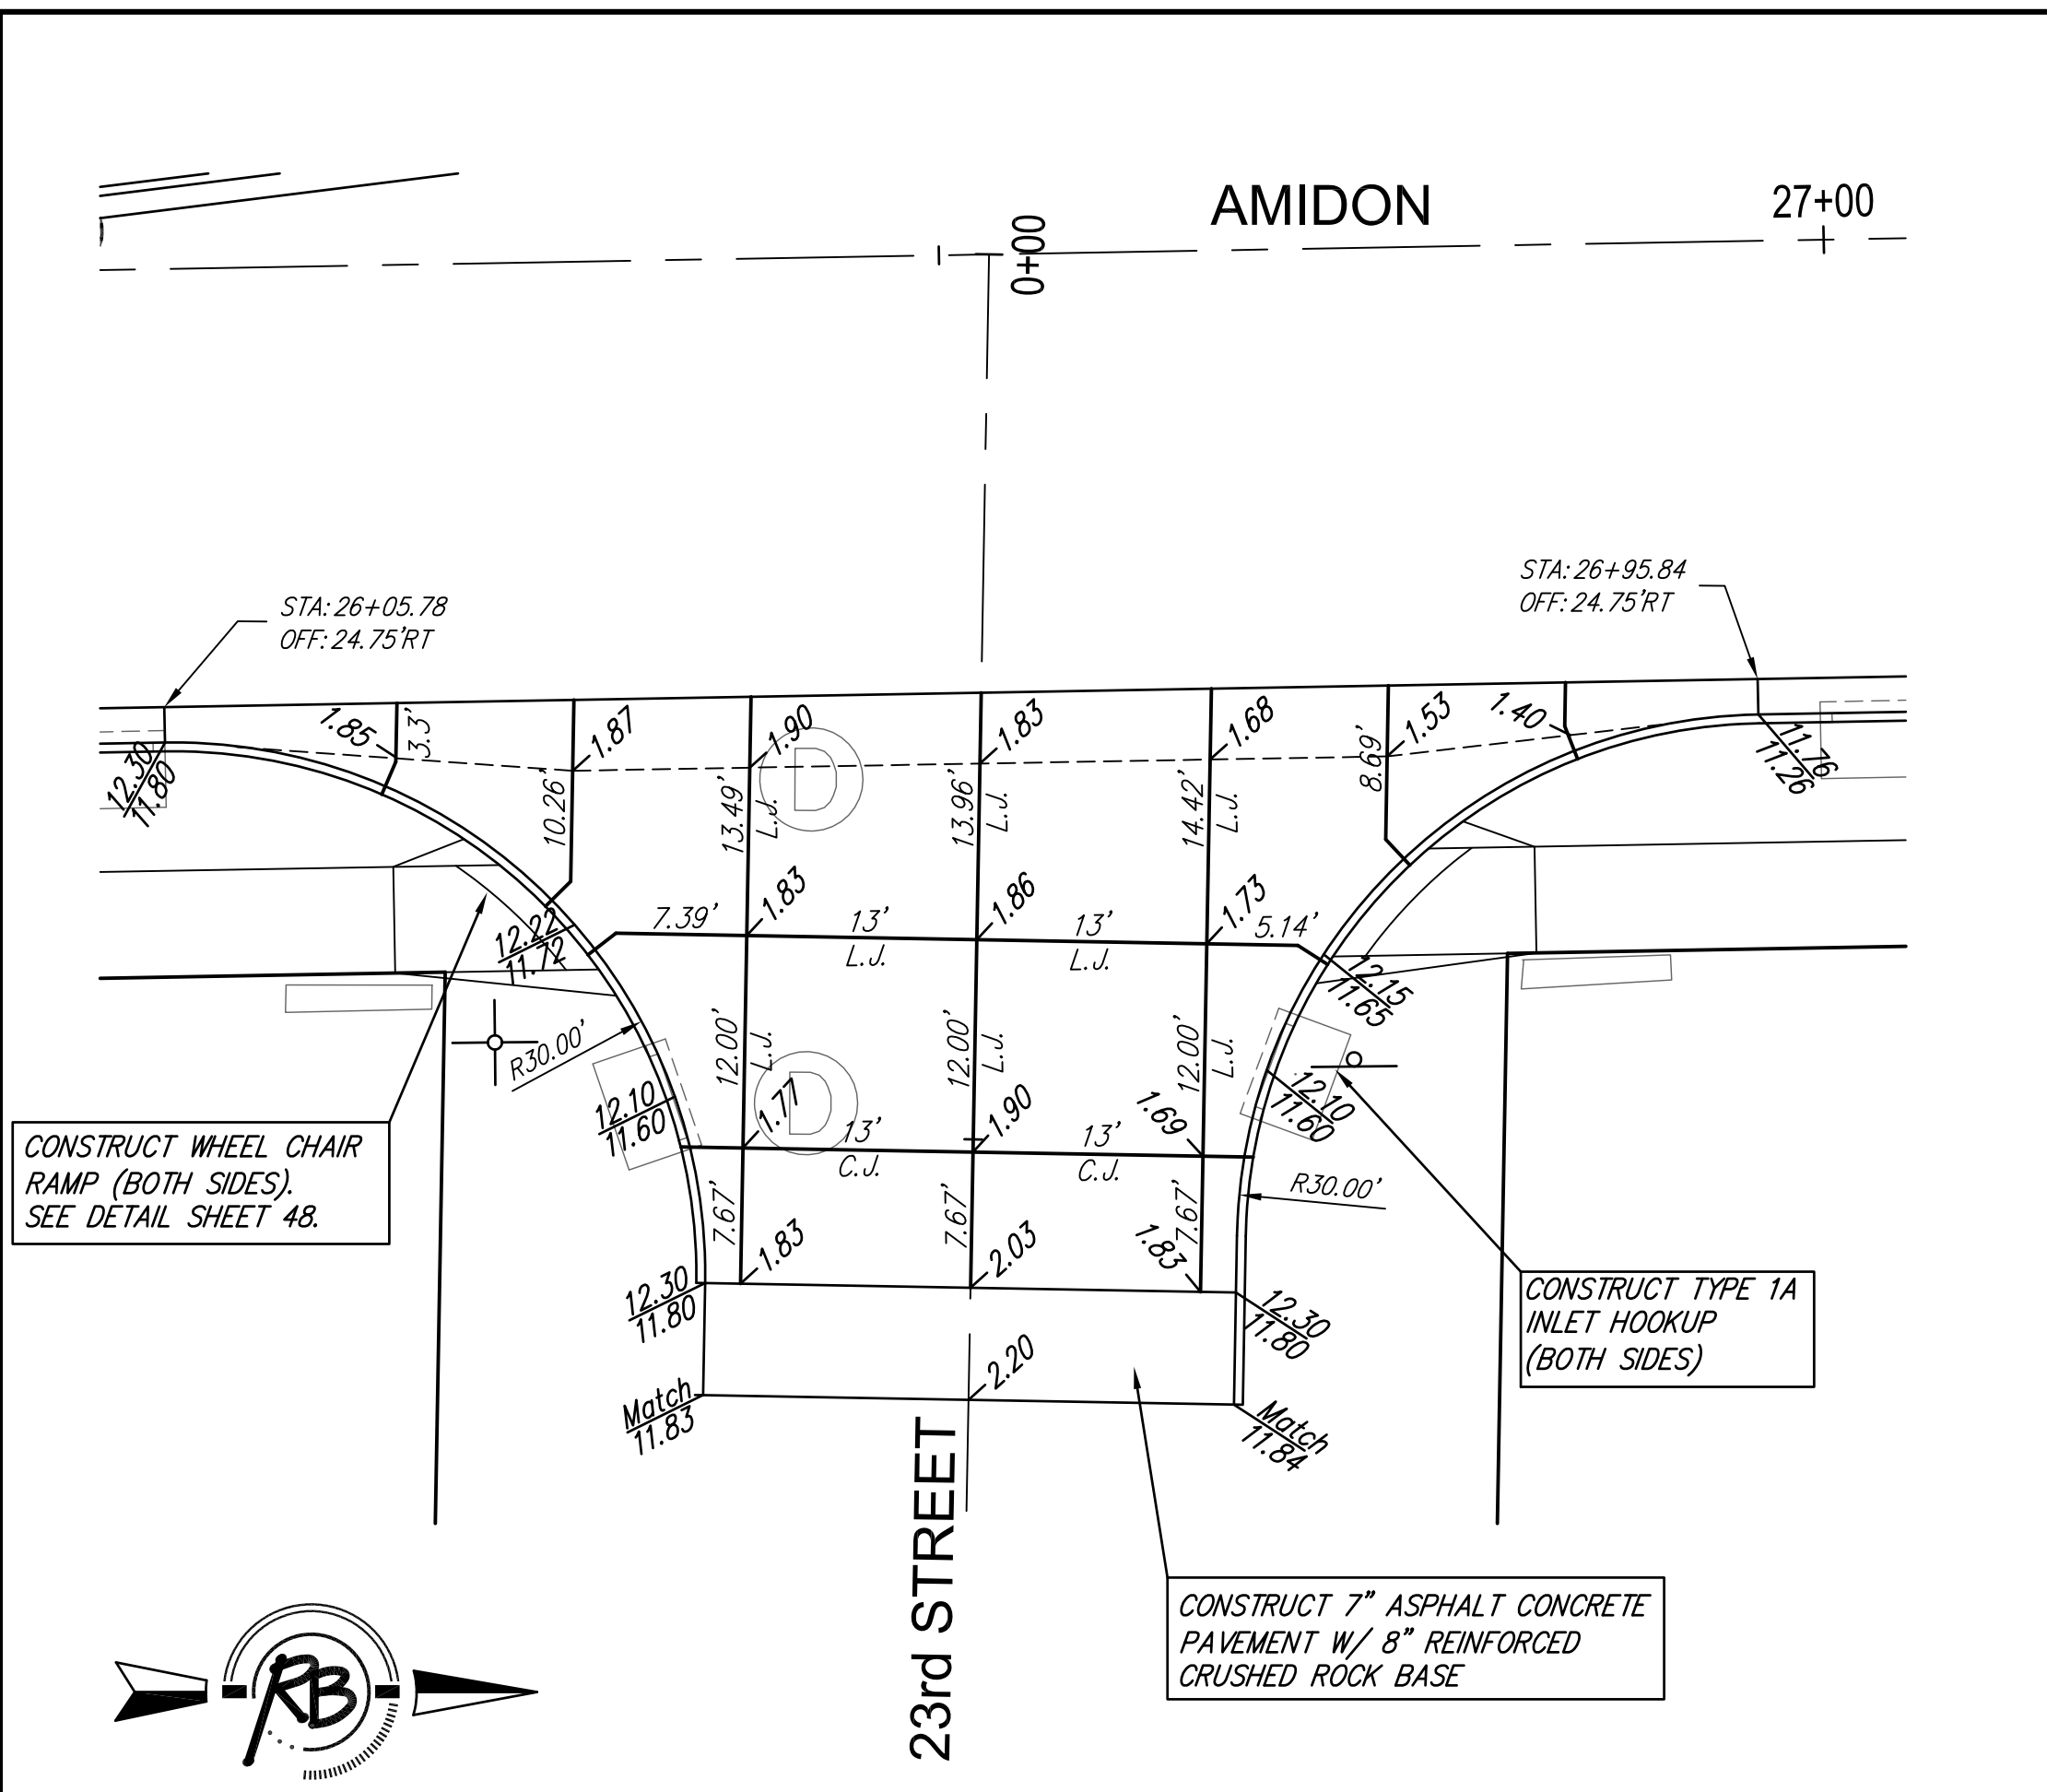 AMIDON
27+00
0+00
STA: 26+05.78
OFF: 24.75'RT
STA: 26+95.84
OFF: 24.75'RT
1.85
3.3'
1.87
1.90
1.83
1.68
1.53
1.40
8.69'
12.30
11.80
11.76
11.26
10.26'
13.49'
L.J.
D
13.96'
L.J.
14.42'
L.J.
7.39'
1.83
13'
L.J.
1.86
13'
L.J.
1.73
5.14'
12.22
11.72
12.15
11.65
R30.00'
12.00'
L.J.
12.00'
L.J.
12.00'
L.J.
12.10
11.60
1.77
D
13'
C.J.
1.90
13'
C.J.
1.69
12.10
11.60
R30.00'
7.67'
7.67'
7.67'
1.83
2.03
1.83
12.30
11.80
12.30
11.80
2.20
Match
11.83
Match
11.84
CONSTRUCT WHEEL CHAIR
RAMP (BOTH SIDES).
SEE DETAIL SHEET 48.
CONSTRUCT TYPE 1A
INLET HOOKUP
(BOTH SIDES)
23rd STREET
CONSTRUCT 7" ASPHALT CONCRETE
PAVEMENT W/ 8" REINFORCED
CRUSHED ROCK BASE
RB